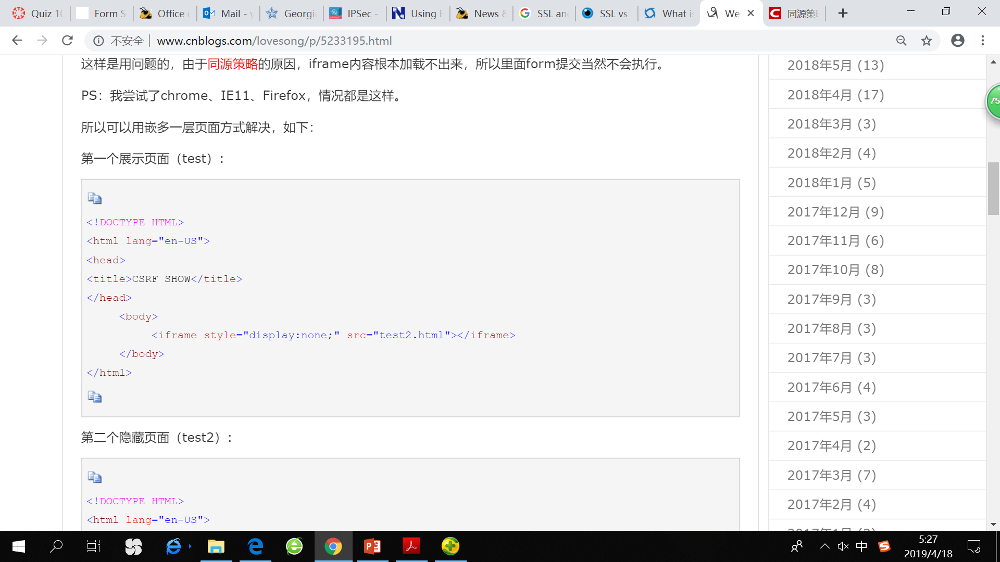 Quiz 10
Form S
Office
Mail - y
Georgia
IPSec -
Using
News &
SSL an
SSL vs
What i
We
同源策
不安全
www.cnblogs.com/lovesong/p/5233195.html
这样是用问题的，由于同源策略的原因，iframe内容根本加载不出来，所以里面form提交当然不会执行。
PS：我尝试了chrome、IE11、Firefox，情况都是这样。
所以可以用嵌多一层页面方式解决，如下：
第一个展示页面（test）：
<!DOCTYPE HTML>
<html lang="en-US">
<head>
<title>CSRF SHOW</title>
</head>
<body>
<iframe style="display:none;" src="test2.html"></iframe>
</body>
</html>
第二个隐藏页面（test2）：
<!DOCTYPE HTML>
<html lang="en-US">
2018年5月 (13)
2018年4月 (17)
2018年3月 (3)
2018年2月 (4)
2018年1月 (5)
2017年12月 (9)
2017年11月 (6)
2017年10月 (8)
2017年9月 (3)
2017年8月 (3)
2017年7月 (3)
2017年6月 (4)
2017年5月 (3)
2017年4月 (2)
2017年3月 (7)
2017年2月 (4)
75
中
5:27
2019/4/18